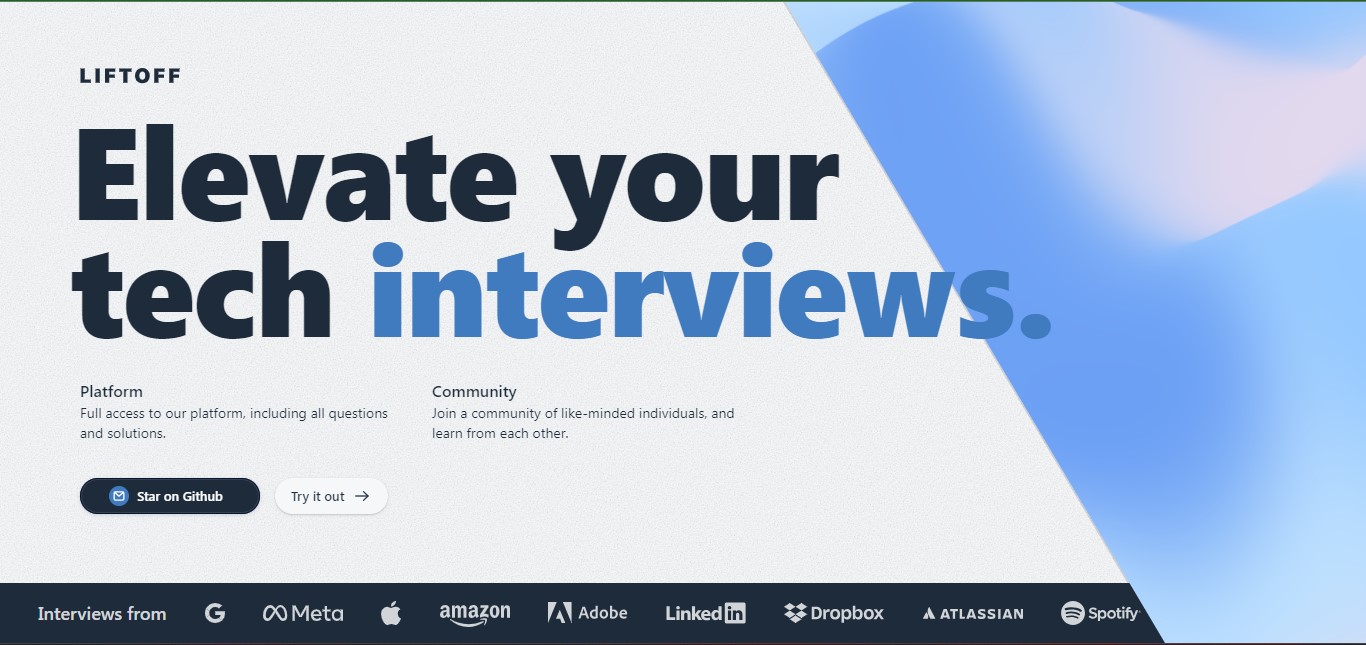 LIFTOFF
Elevate your
tech interviews.
Platform
Full access to our platform, including all questions
and solutions.
Community
Join a community of like-minded individuals, and
learn from each other.
Star on Github
Try it out
Interviews from G Meta amazon Adobe Linked in Dropbox ATLASSIAN Spotify